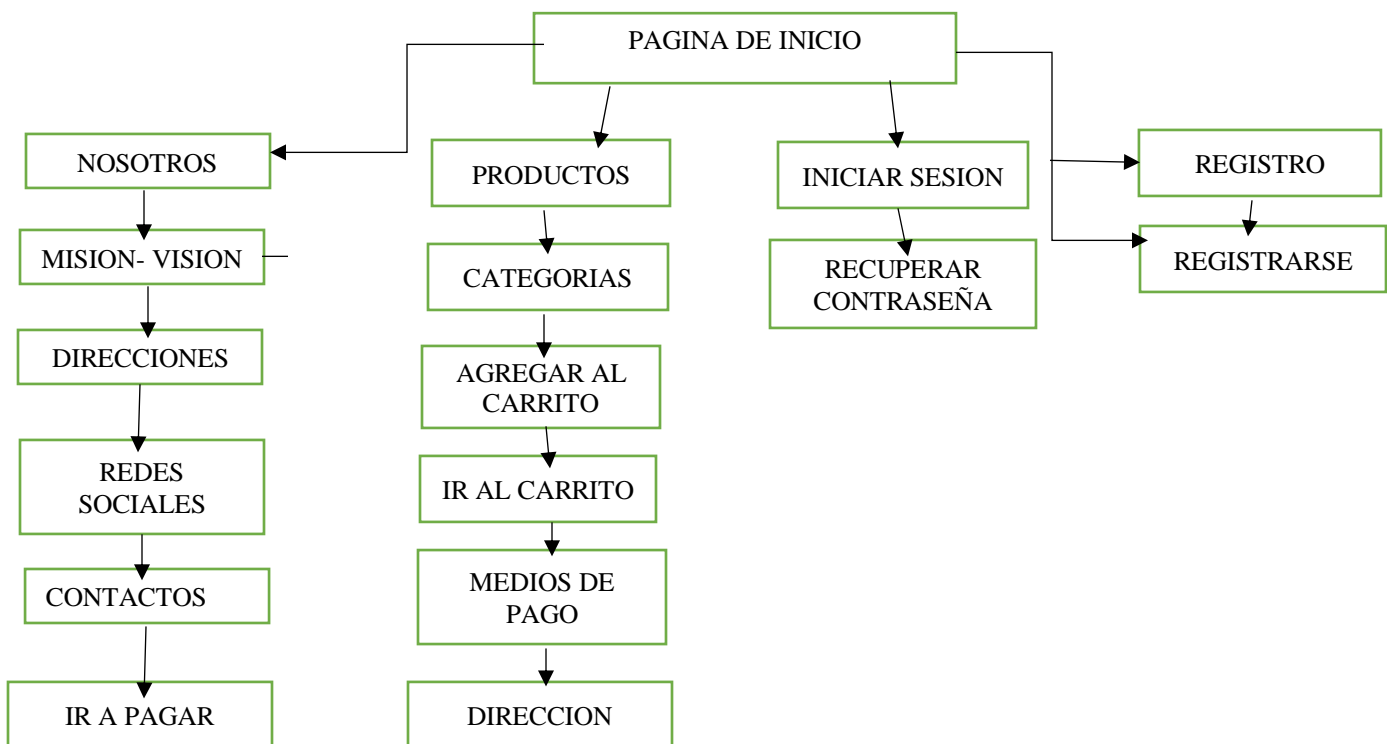 PAGINA DE INICIO
NOSOTROS
PRODUCTOS
INICIAR SESION
REGISTRO
MISION- VISION
CATEGORIAS
RECUPERAR
CONTRASEÑA
REGISTRARSE
DIRECCIONES
AGREGAR AL
CARRITO
REDES
SOCIALES
IR AL CARRITO
CONTACTOS
MEDIOS DE
PAGO
IR A PAGAR
DIRECCION